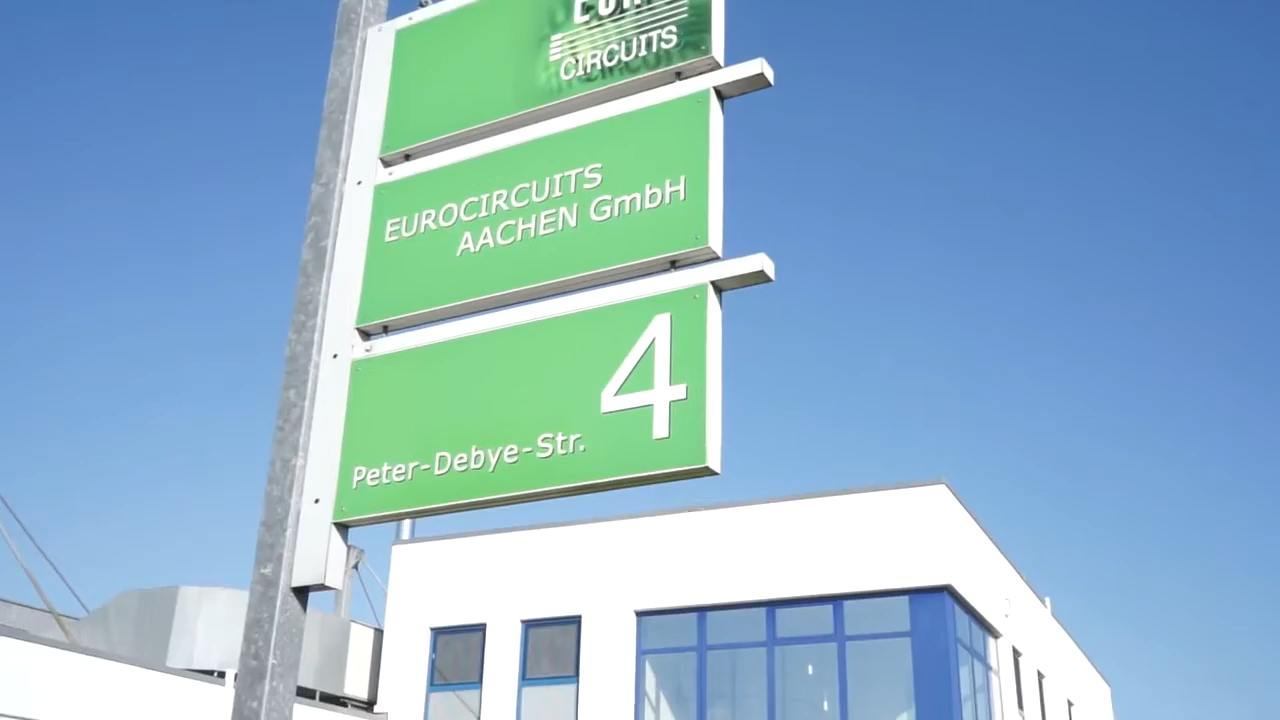 CIRCUITS
EUROCIRCUITS
AACHEN GmbH
4
Peter-Debye-Str.